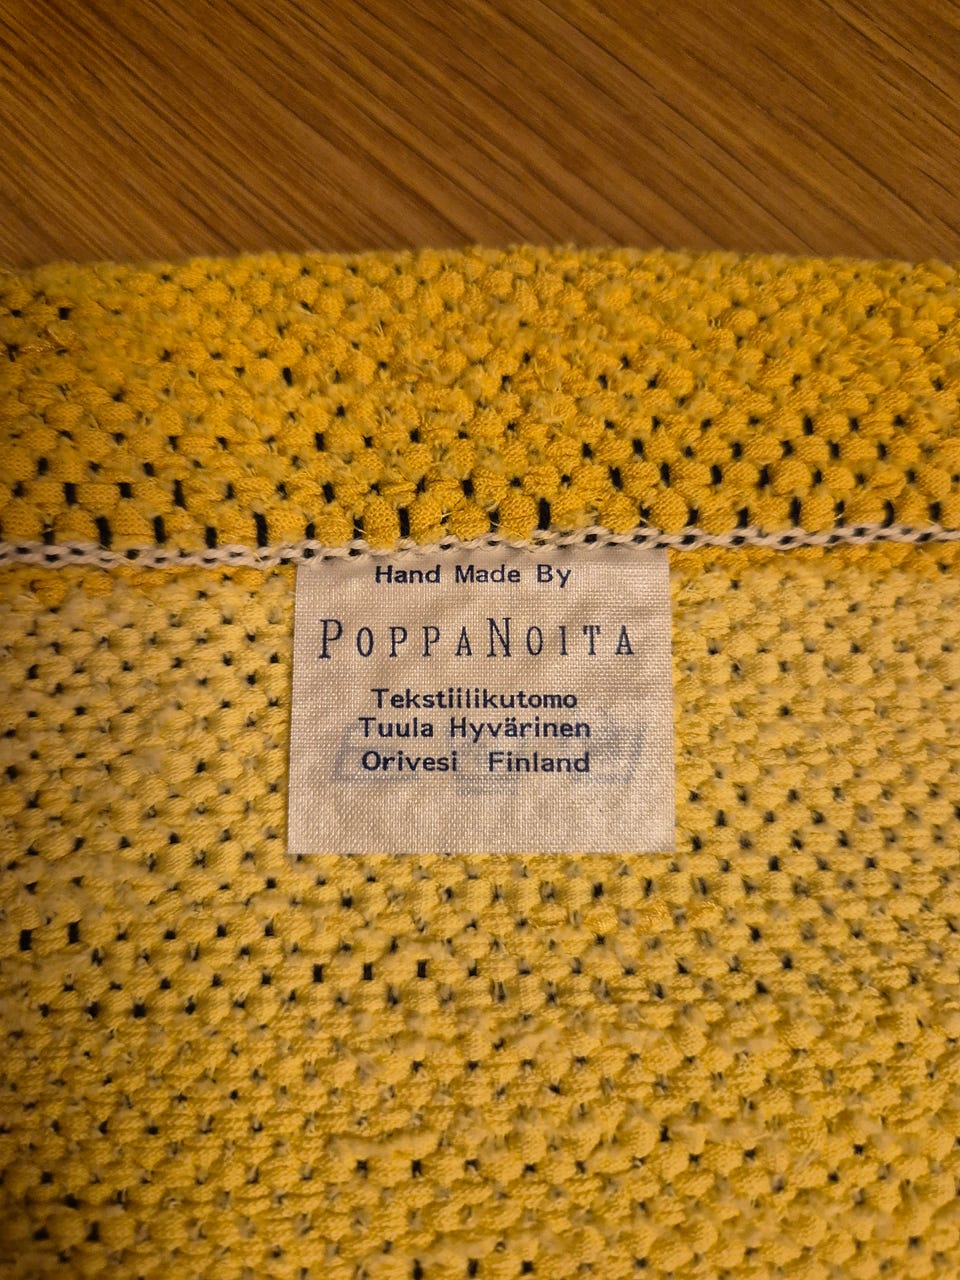 Hand Made By
POPPANOITA
Tekstiilikutomo
Tuula Hyvärinen
Orivesi Finland